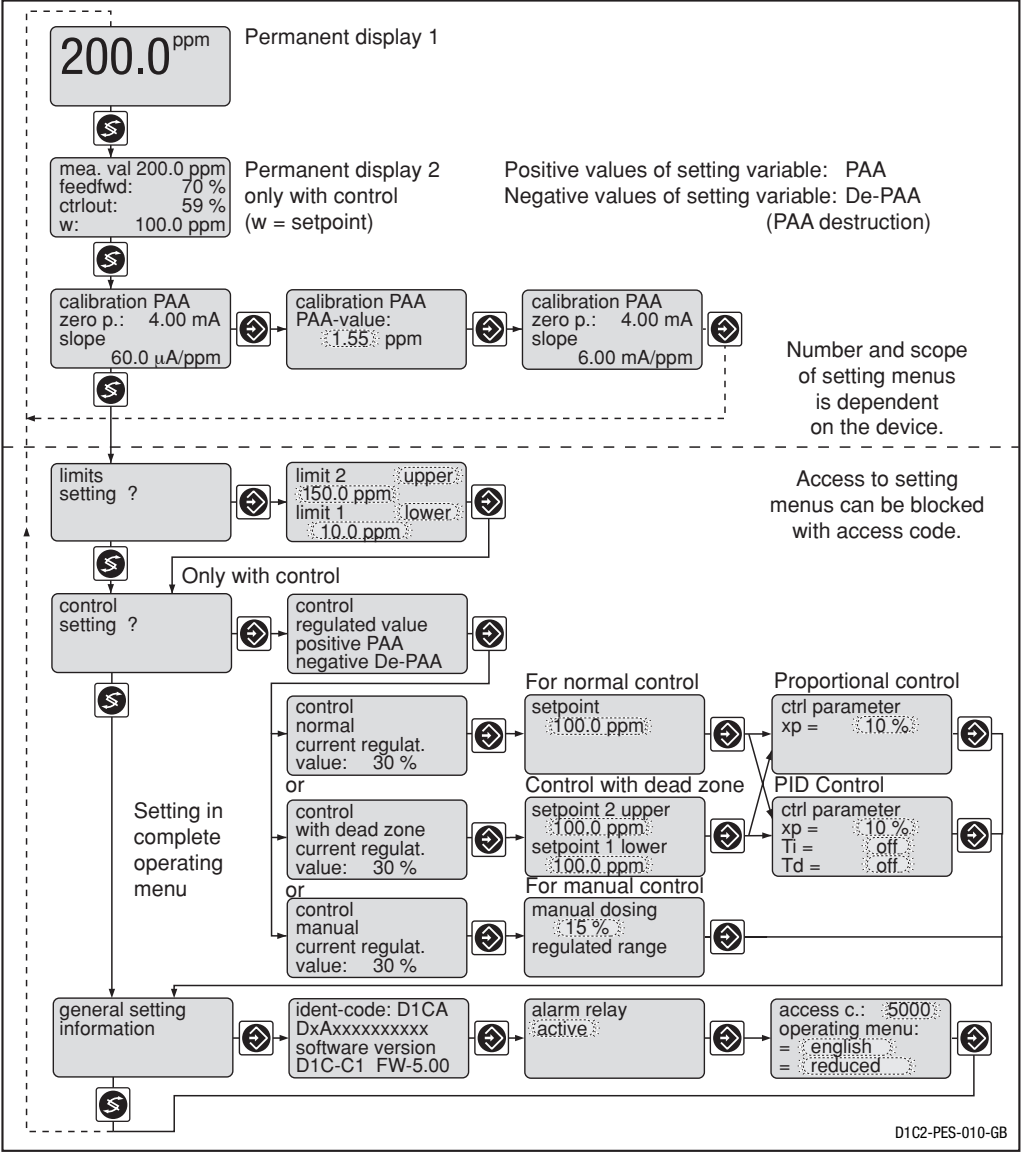 200.0 ppm
Permanent display 1
mea. val 200.0 ppm
feedfwd: 70 %
ctrlout: 59 %
w: 100.0 ppm
Permanent display 2
only with control
(w = setpoint)
Positive values of setting variable: PAA
Negative values of setting variable: De-PAA
(PAA destruction)
calibration PAA
zero p.: 4.00 mA
slope
60.0 µA/ppm
calibration PAA
PAA-value:
1.55 ppm
calibration PAA
zero p.: 4.00 mA
slope
6.00 mA/ppm
Number and scope
of setting menus
is dependent
on the device.
limits
setting ?
limit 2 upper
150.0 ppm
limit 1 lower
10.0 ppm
Access to setting
menus can be blocked
with access code.
Only with control
control
setting ?
control
regulated value
positive PAA
negative De-PAA
control
normal
current regulat.
value: 30 %
For normal control
setpoint
100.0 ppm
Proportional control
ctrl parameter
xp = 10 %
or
Setting in
complete
operating
menu
control
with dead zone
current regulat.
value: 30 %
Control with dead zone
setpoint 2 upper
100.0 ppm
setpoint 1 lower
100.0 ppm
PID Control
ctrl parameter
xp = 10 %
Ti = off
Td = off
or
control
manual
current regulat.
value: 30 %
For manual control
manual dosing
15 %
regulated range
general setting
information
ident-code: D1CA
DxAxxxxxxxxxx
software version
D1C-C1 FW-5.00
alarm relay
active
access c.: 5000
operating menu:
= english
= reduced
D1C2-PES-010-GB